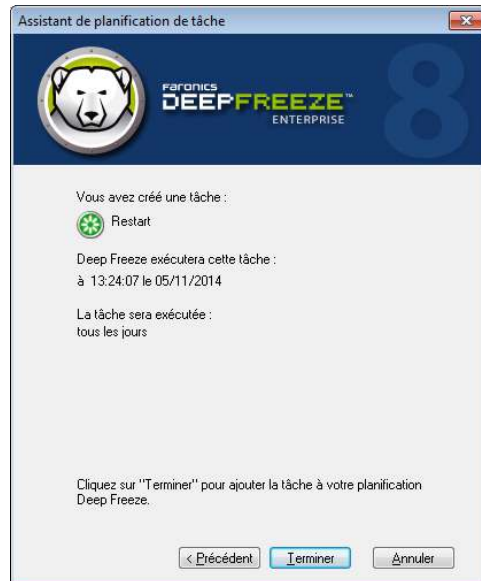 Assistant de planification de tâche
8
FARONICS
DEEPFREEZE™
ENTERPRISE
Vous avez créé une tâche :
Restart
Deep Freeze exécutera cette tâche :
à 13:24:07 le 05/11/2014
La tâche sera exécutée :
tous les jours
Cliquez sur "Terminer" pour ajouter la tâche à votre planification
Deep Freeze.
< Précédent Terminer Annuler